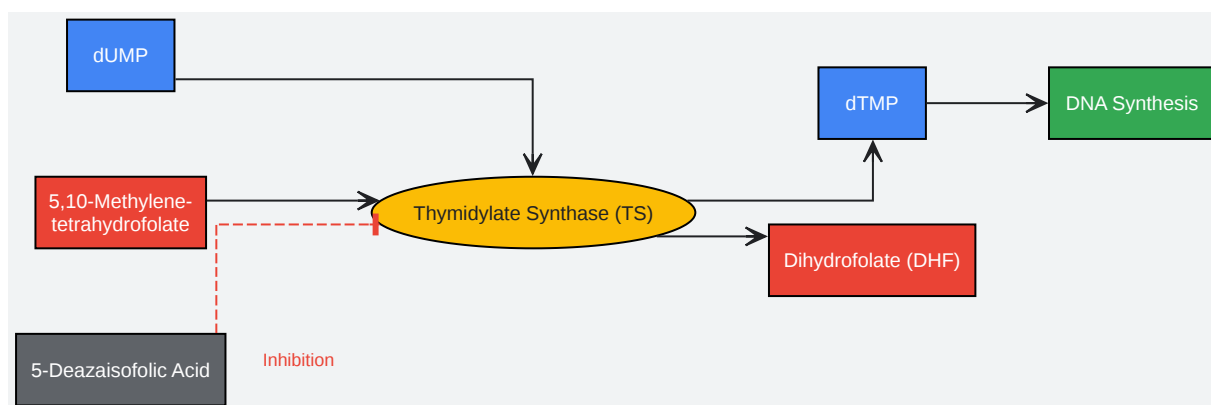 dUMP
dTMP
DNA Synthesis
5,10-Methylene-
tetrahydrofolate
Thymidylate Synthase (TS)
Dihydrofolate (DHF)
5-Deazaisofolic Acid
Inhibition